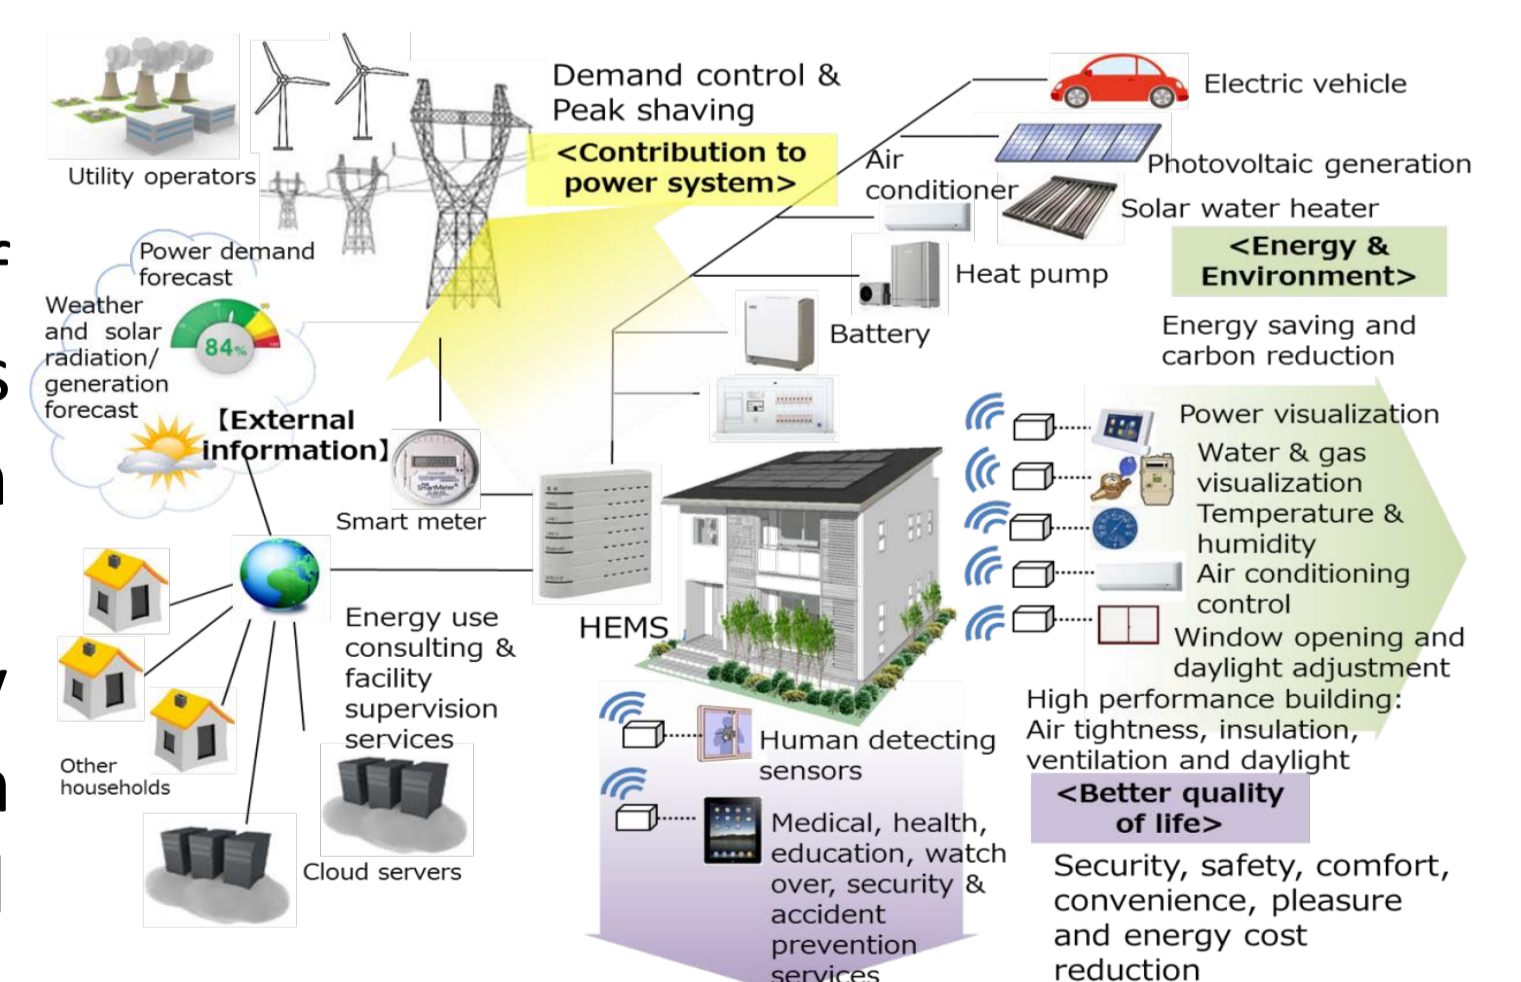 Demand control &
Peak shaving
<Contribution to
power system>
Utility operators
Electric vehicle
Photovoltaic generation
Air
conditioner
Solar water heater
<Energy &
Environment>
Heat pump
Battery
Energy saving and
carbon reduction
Power demand
forecast
Weather
and solar
radiation/
generation
forecast
84%
【External
information】
Smart meter
SmartMeter
Power visualization
Water & gas
visualization
Temperature &
humidity
Air conditioning
control
Window opening and
daylight adjustment
High performance building:
Air tightness, insulation,
ventilation and daylight
HEMS
Energy use
consulting &
facility
supervision
services
Other
households
Cloud servers
Human detecting
sensors
Medical, health,
education, watch
over, security &
accident
prevention
services
<Better quality
of life>
Security, safety, comfort,
convenience, pleasure
and energy cost
reduction
f
s
n
y
n
l